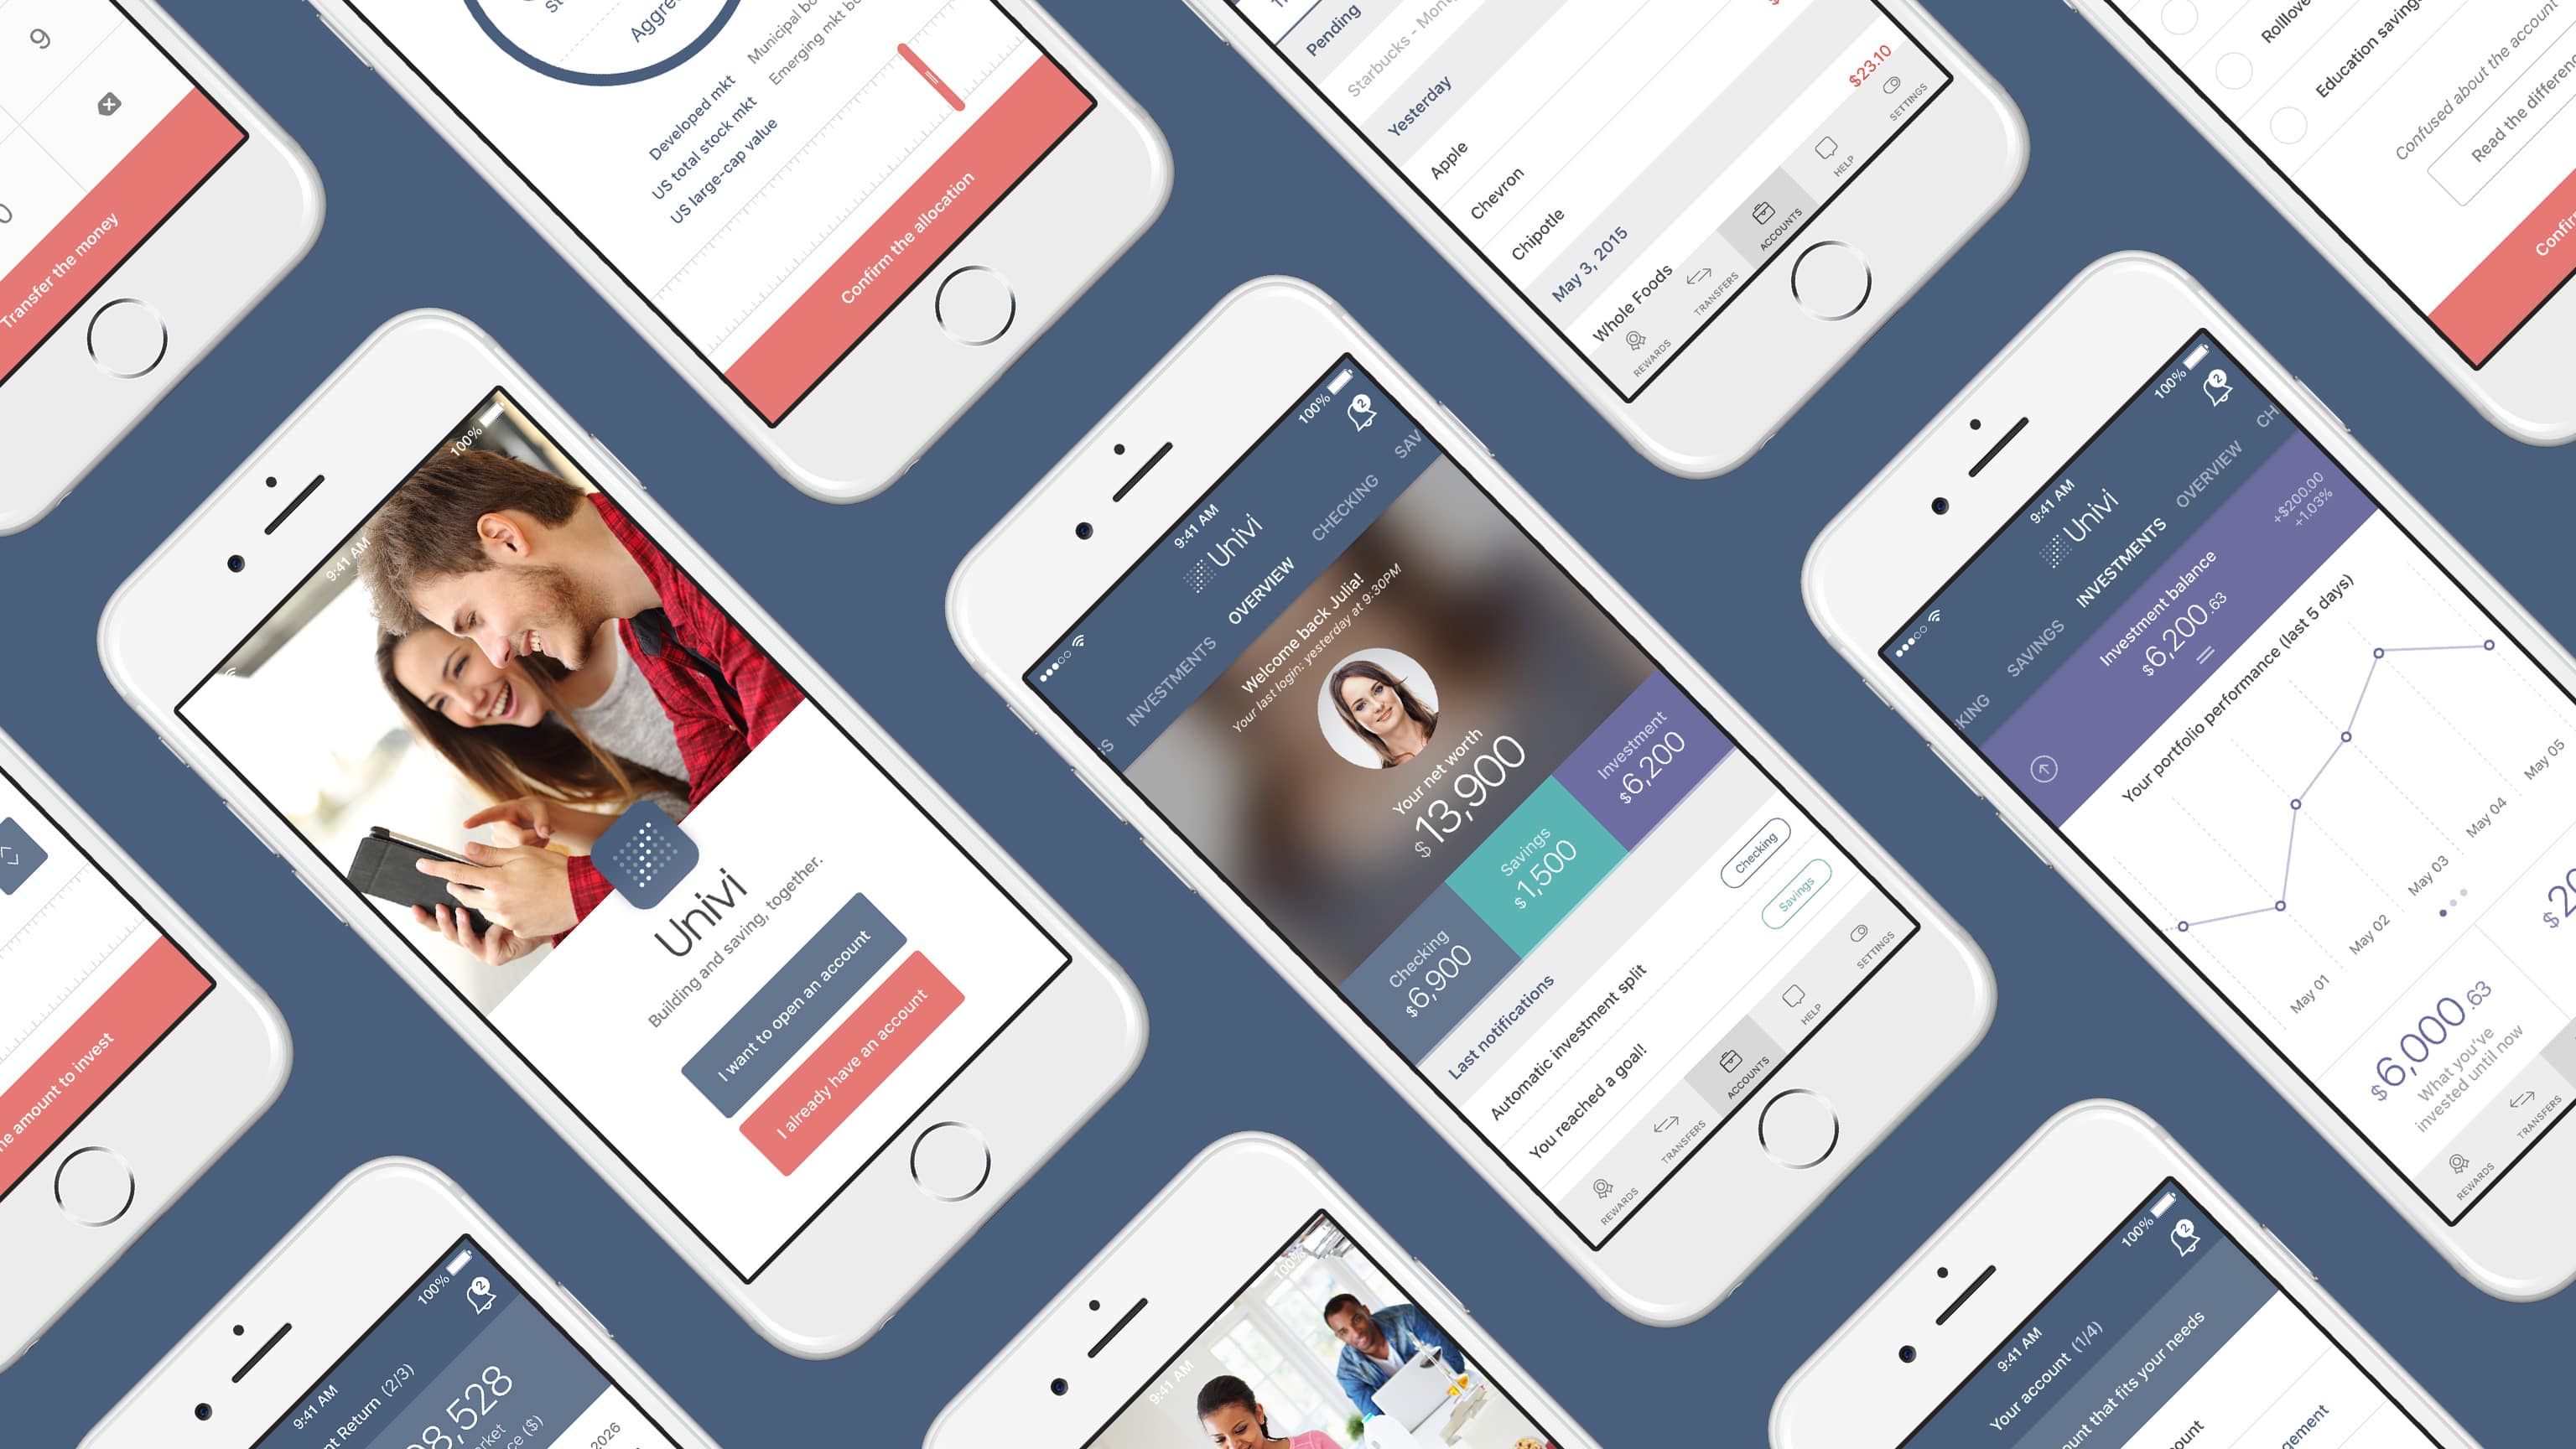 9
0
Transfer the money
Aggre
Municipal bo
Emerging mkt bo
Developed mkt
US total stock mkt
US large-cap value
Confirm the allocation
Pending
Starbucks - Mon
Yesterday
Apple
Chevron
Chipotle
$23.10
May 3, 2015
Whole Foods
REWARDS
TRANSFERS
ACCOUNTS
HELP
SETTINGS
Rolllove
Education saving
Confused about the account
Read the differenc
Confir
he amount to invest
9:41 AM
100%
Univi
Building and saving, together.
I want to open an account
I already have an account
9:41 AM
100%
Univi
2
GS
INVESTMENTS
OVERVIEW
CHECKING
SAV
Welcome back Julia!
Your last login: yesterday at 9:30PM
Your net worth
$13,900
Checking
$6,900
Savings
$1,500
Investment
$6,200
Last notifications
Automatic investment split
Checking
You reached a goal!
Savings
REWARDS
TRANSFERS
ACCOUNTS
HELP
SETTINGS
9:41 AM
100%
Univi
2
KING
SAVINGS
INVESTMENTS
OVERVIEW
CH
Investment balance
$6,200.63
+$200.00
+1.03%
Your portfolio performance (last 5 days)
May 01
May 02
May 03
May 04
May 05
$6,000.63
What you've
invested until now
$20
REWARDS
TRANSFERS
9:41 AM
100%
2
nt Return (2/3)
98,528
arket
ce ($)
2026
9:41 AM
100%
9:41 AM
100%
2
Your account (1/4)
ount that fits your needs
ount
gement